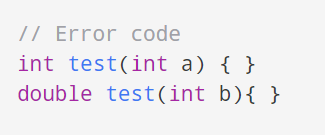 // Error code
int test(int a) { }
double test(int b){ }